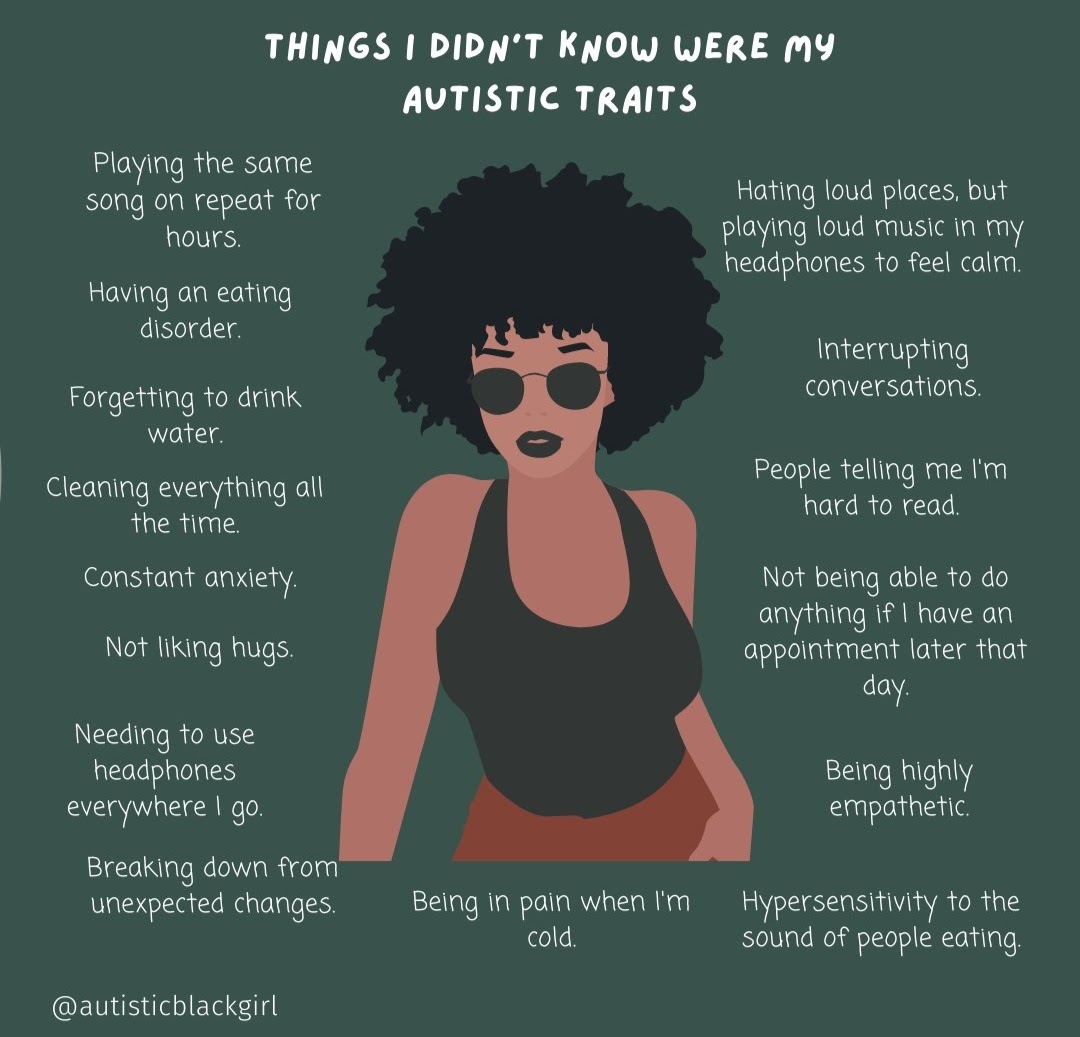 THINGS I DIDN'T KNOW WERE MY
AUTISTIC TRAITS
Playing the same
song on repeat for
hours.
Having an eating
disorder.
Forgetting to drink
water.
Cleaning everything all
the time.
Constant anxiety.
Not liking hugs.
Needing to use
headphones
everywhere I go.
Breaking down from
unexpected changes.
Being in pain when I'm
cold.
Hating loud places, but
playing loud music in my
headphones to feel calm.
Interrupting
conversations.
People telling me I'm
hard to read.
Not being able to do
anything if I have an
appointment later that
day.
Being highly
empathetic.
Hypersensitivity to the
sound of people eating.
@autisticblackgirl